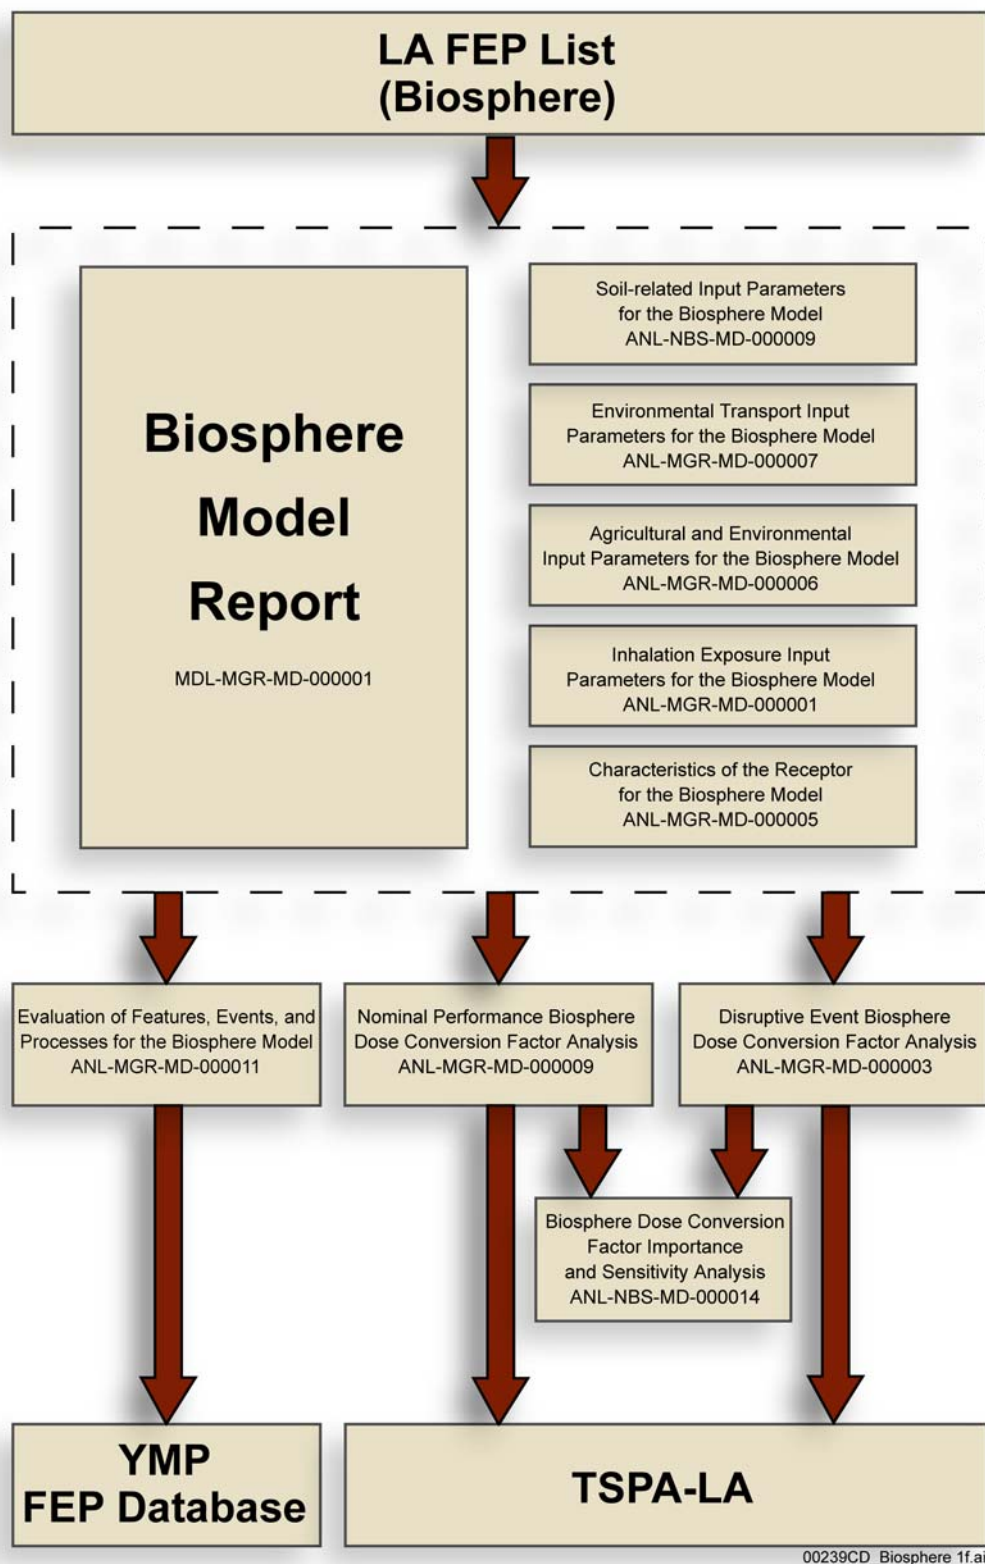 LA FEP List
(Biosphere)
Biosphere
Model
Report
MDL-MGR-MD-000001
Soil-related Input Parameters
for the Biosphere Model
ANL-NBS-MD-000009
Environmental Transport Input
Parameters for the Biosphere Model
ANL-MGR-MD-000007
Agricultural and Environmental
Input Parameters for the Biosphere Model
ANL-MGR-MD-000006
Inhalation Exposure Input
Parameters for the Biosphere Model
ANL-MGR-MD-000001
Characteristics of the Receptor
for the Biosphere Model
ANL-MGR-MD-000005
Evaluation of Features, Events, and
Processes for the Biosphere Model
ANL-MGR-MD-000011
Nominal Performance Biosphere
Dose Conversion Factor Analysis
ANL-MGR-MD-000009
Disruptive Event Biosphere
Dose Conversion Factor Analysis
ANL-MGR-MD-000003
Biosphere Dose Conversion
Factor Importance
and Sensitivity Analysis
ANL-NBS-MD-000014
YMP
FEP Database
TSPA-LA
00239CD_Biosphere 1f.ai